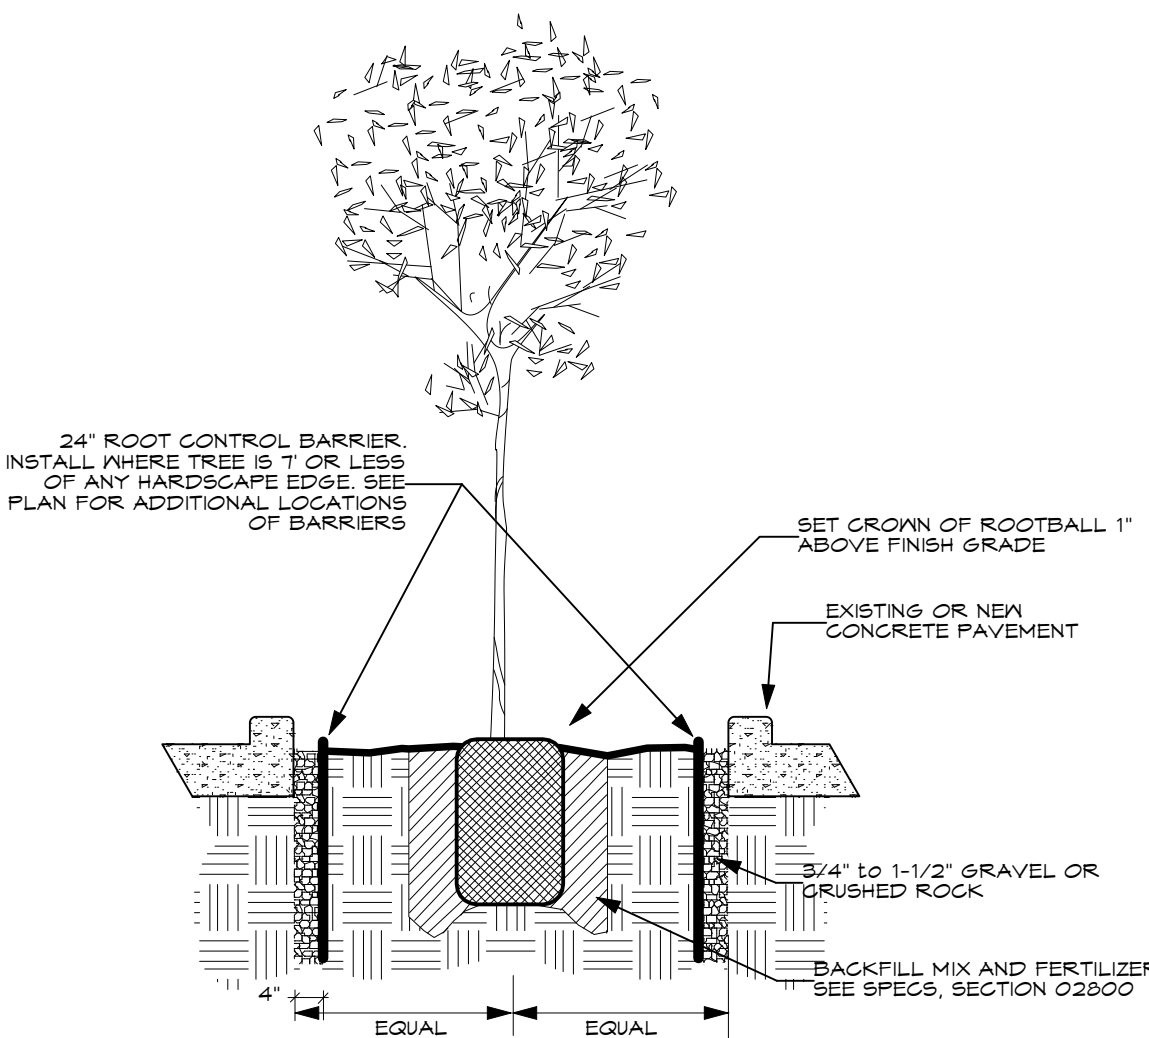 24" ROOT CONTROL BARRIER.
INSTALL WHERE TREE IS 7' OR LESS
OF ANY HARDSCAPE EDGE. SEE
PLAN FOR ADDITIONAL LOCATIONS
OF BARRIERS
SET CROWN OF ROOTBALL 1"
ABOVE FINISH GRADE
EXISTING OR NEW
CONCRETE PAVEMENT
3/4" to 1-1/2" GRAVEL OR
CRUSHED ROCK
BACKFILL MIX AND FERTILIZER
SEE SPECS, SECTION 02800
4"
EQUAL
EQUAL